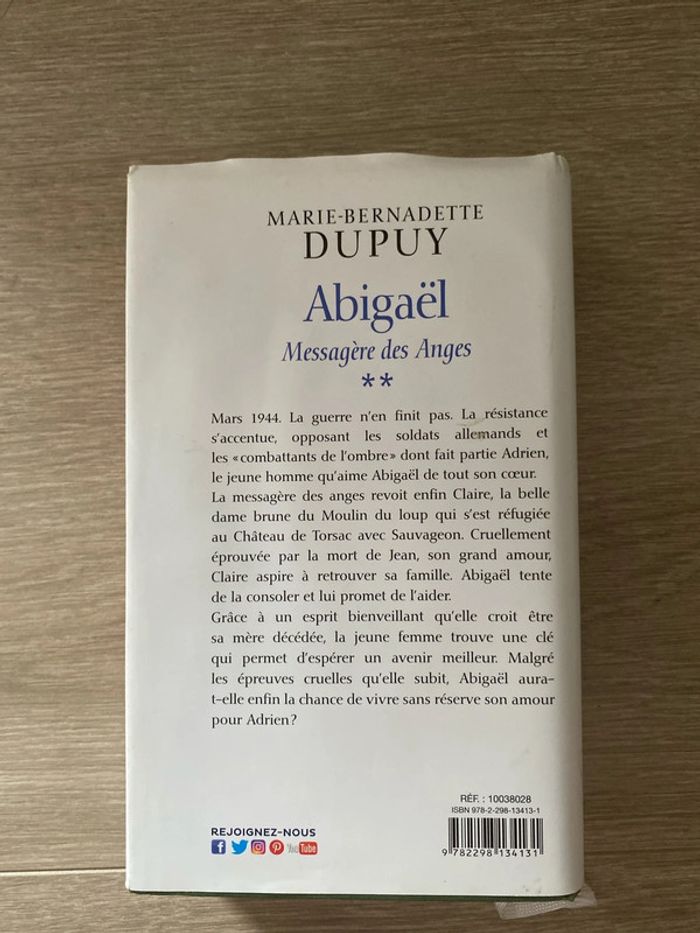 MARIE-BERNADETTE
DUPUY
Abigaël
Messagère des Anges
**
Mars 1944. La guerre n'en finit pas. La résistance
s'accentue, opposant les soldats allemands et
les «combattants de l'ombre» dont fait partie Adrien,
le jeune homme qu'aime Abigaël de tout son cœur.
La messagère des anges revoit enfin Claire, la belle
dame brune du Moulin du loup qui s'est réfugiée
au Château de Torsac avec Sauvageon. Cruellement
éprouvée par la mort de Jean, son grand amour,
Claire aspire à retrouver sa famille. Abigaël tente
de la consoler et lui promet de l'aider.
Grâce à un esprit bienveillant qu'elle croit être
sa mère décédée, la jeune femme trouve une clé
qui permet d'espérer un avenir meilleur. Malgré
les épreuves cruelles qu'elle subit, Abigaël aura-
t-elle enfin la chance de vivre sans réserve son amour
pour Adrien?
RÉF. : 10038028
ISBN 978-2-298-13413-1
9 782298 134131
REJOIGNEZ-NOUS
YouTube